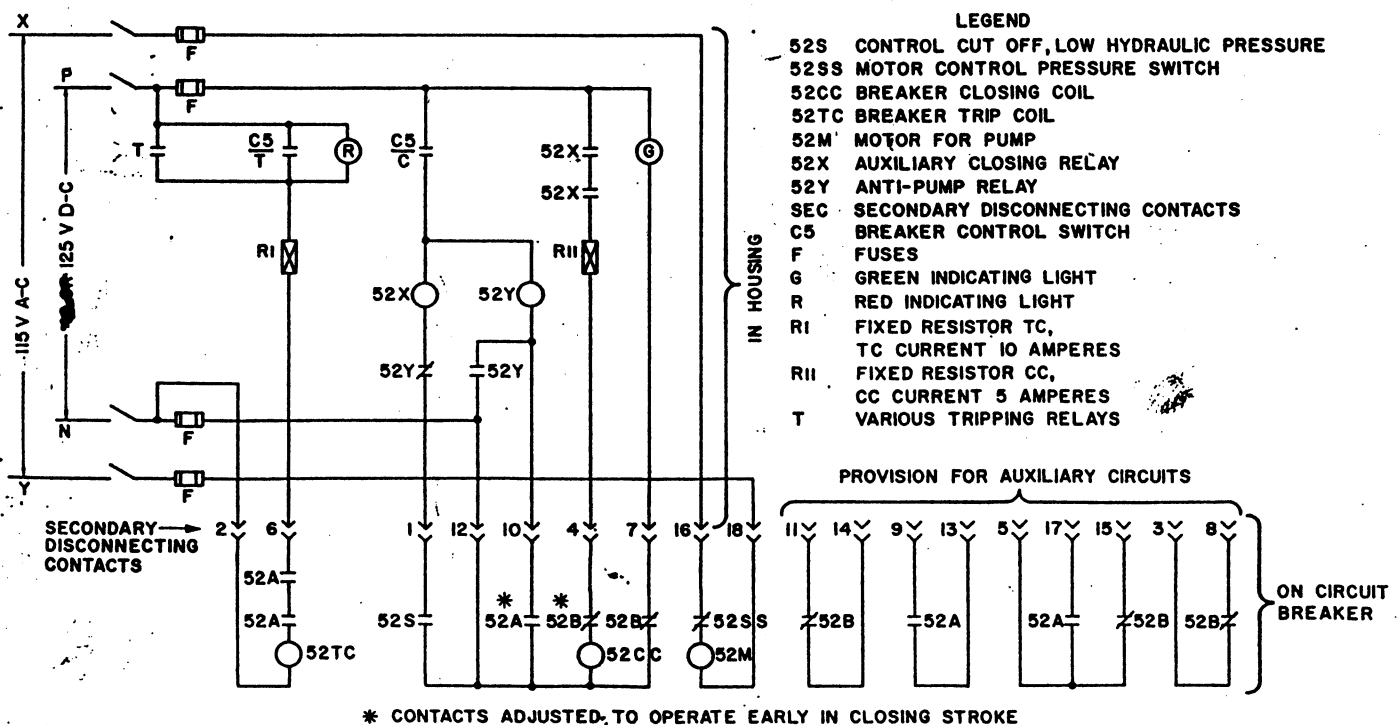 X
F
LEGEND
52S CONTROL CUT OFF, LOW HYDRAULIC PRESSURE
52SS MOTOR CONTROL PRESSURE SWITCH
52CC BREAKER CLOSING COIL
52TC BREAKER TRIP COIL
52M MOTOR FOR PUMP
52X AUXILIARY CLOSING RELAY
52Y ANTI-PUMP RELAY
SEC SECONDARY DISCONNECTING CONTACTS
C5 BREAKER CONTROL SWITCH
F FUSES
G GREEN INDICATING LIGHT
R RED INDICATING LIGHT
R1 FIXED RESISTOR TC,
TC CURRENT 10 AMPERES
R11 FIXED RESISTOR CC,
CC CURRENT 5 AMPERES
T VARIOUS TRIPPING RELAYS
P
F
T
C5
T
R
C5
C
52X
G
52X
R1
R11
52X
52Y
52Y
52Y
115 V A-C
125 V D-C
IN HOUSING
N
F
Y
F
PROVISION FOR AUXILIARY CIRCUITS
SECONDARY
DISCONNECTING
CONTACTS
2 6 1 12 10 4 7 16 18 11 14 9 13 5 17 15 3 8
52A
* *
52A 52S 52A 52B 52B 52SS 52B 52A 52A 52B 52B
52TC 52CC 52M
ON CIRCUIT
BREAKER
* CONTACTS ADJUSTED TO OPERATE EARLY IN CLOSING STROKE